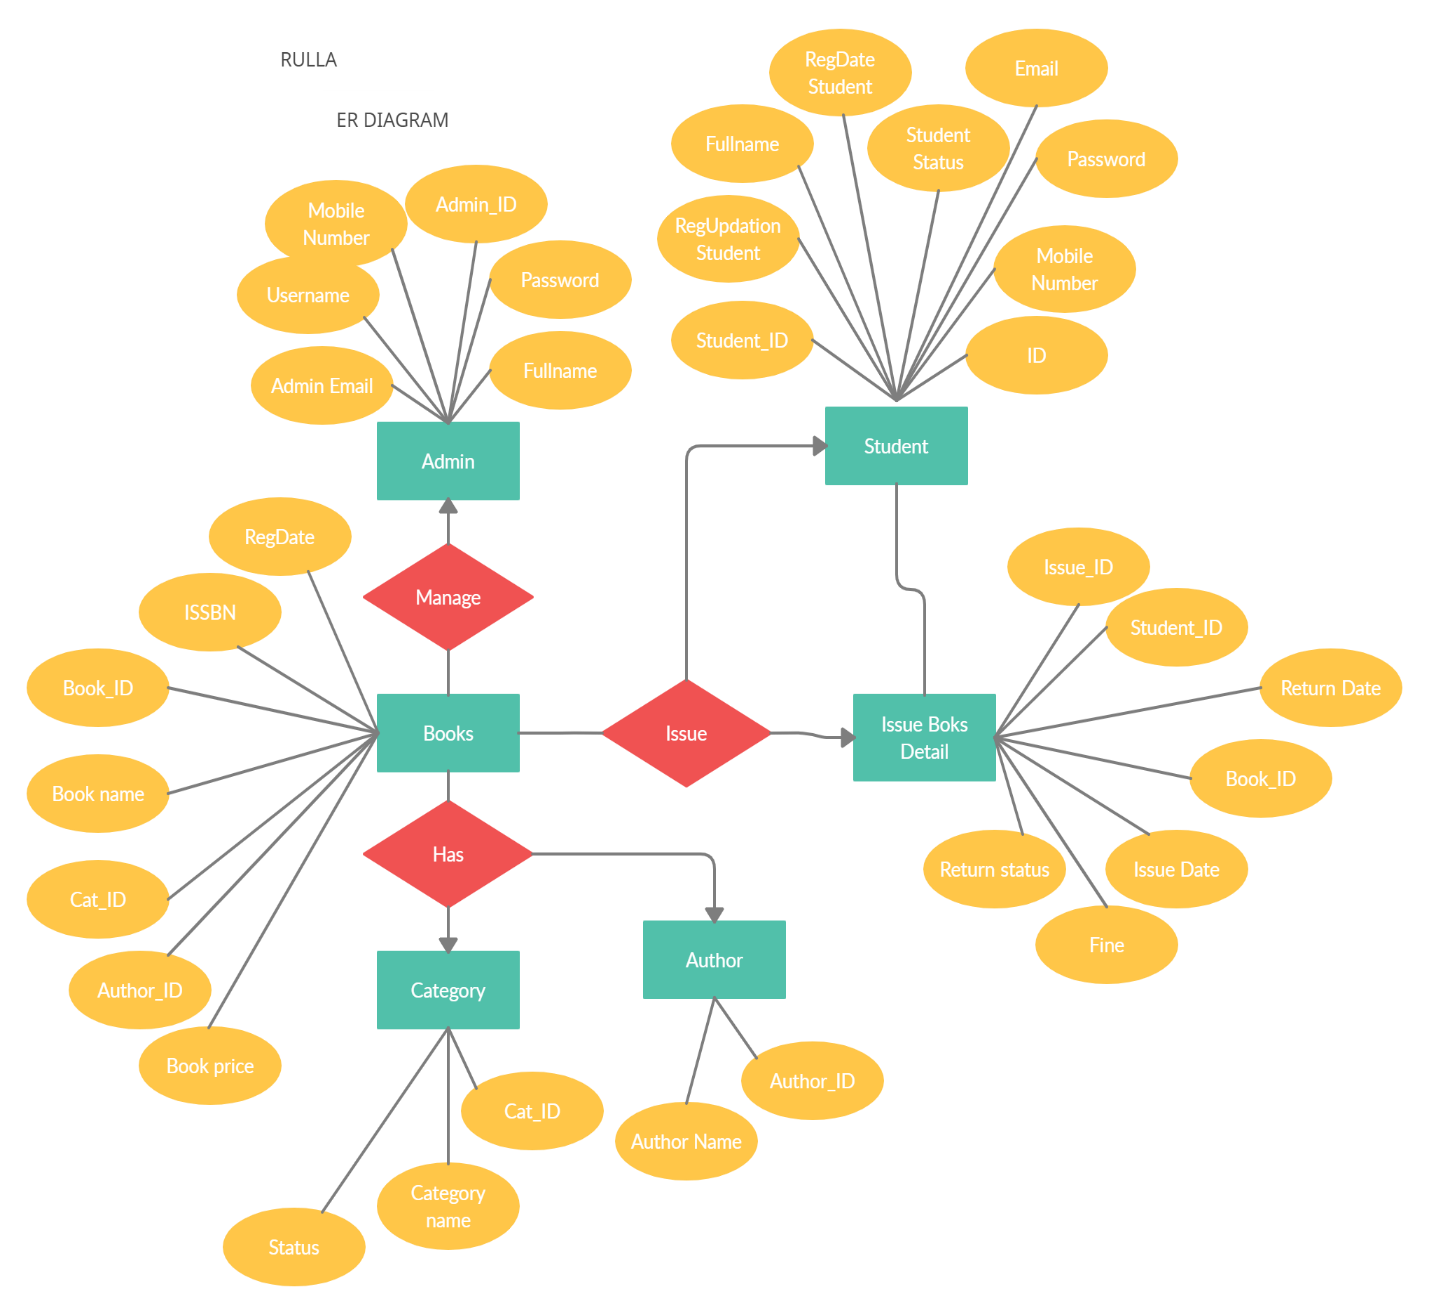 RULLA
ER DIAGRAM
RegDate
Student
Email
Fullname
Student
Status
Password
Mobile
Number
Admin_ID
RegUpdation
Student
Mobile
Number
Username
Password
Student_ID
ID
Admin Email
Fullname
Admin
Student
RegDate
Manage
Issue_ID
ISSBN
Student_ID
Book_ID
Return Date
Books
Issue
Issue Boks
Detail
Book name
Book_ID
Has
Return status
Issue Date
Cat_ID
Fine
Author_ID
Category
Author
Book price
Author_ID
Cat_ID
Author Name
Category
name
Status